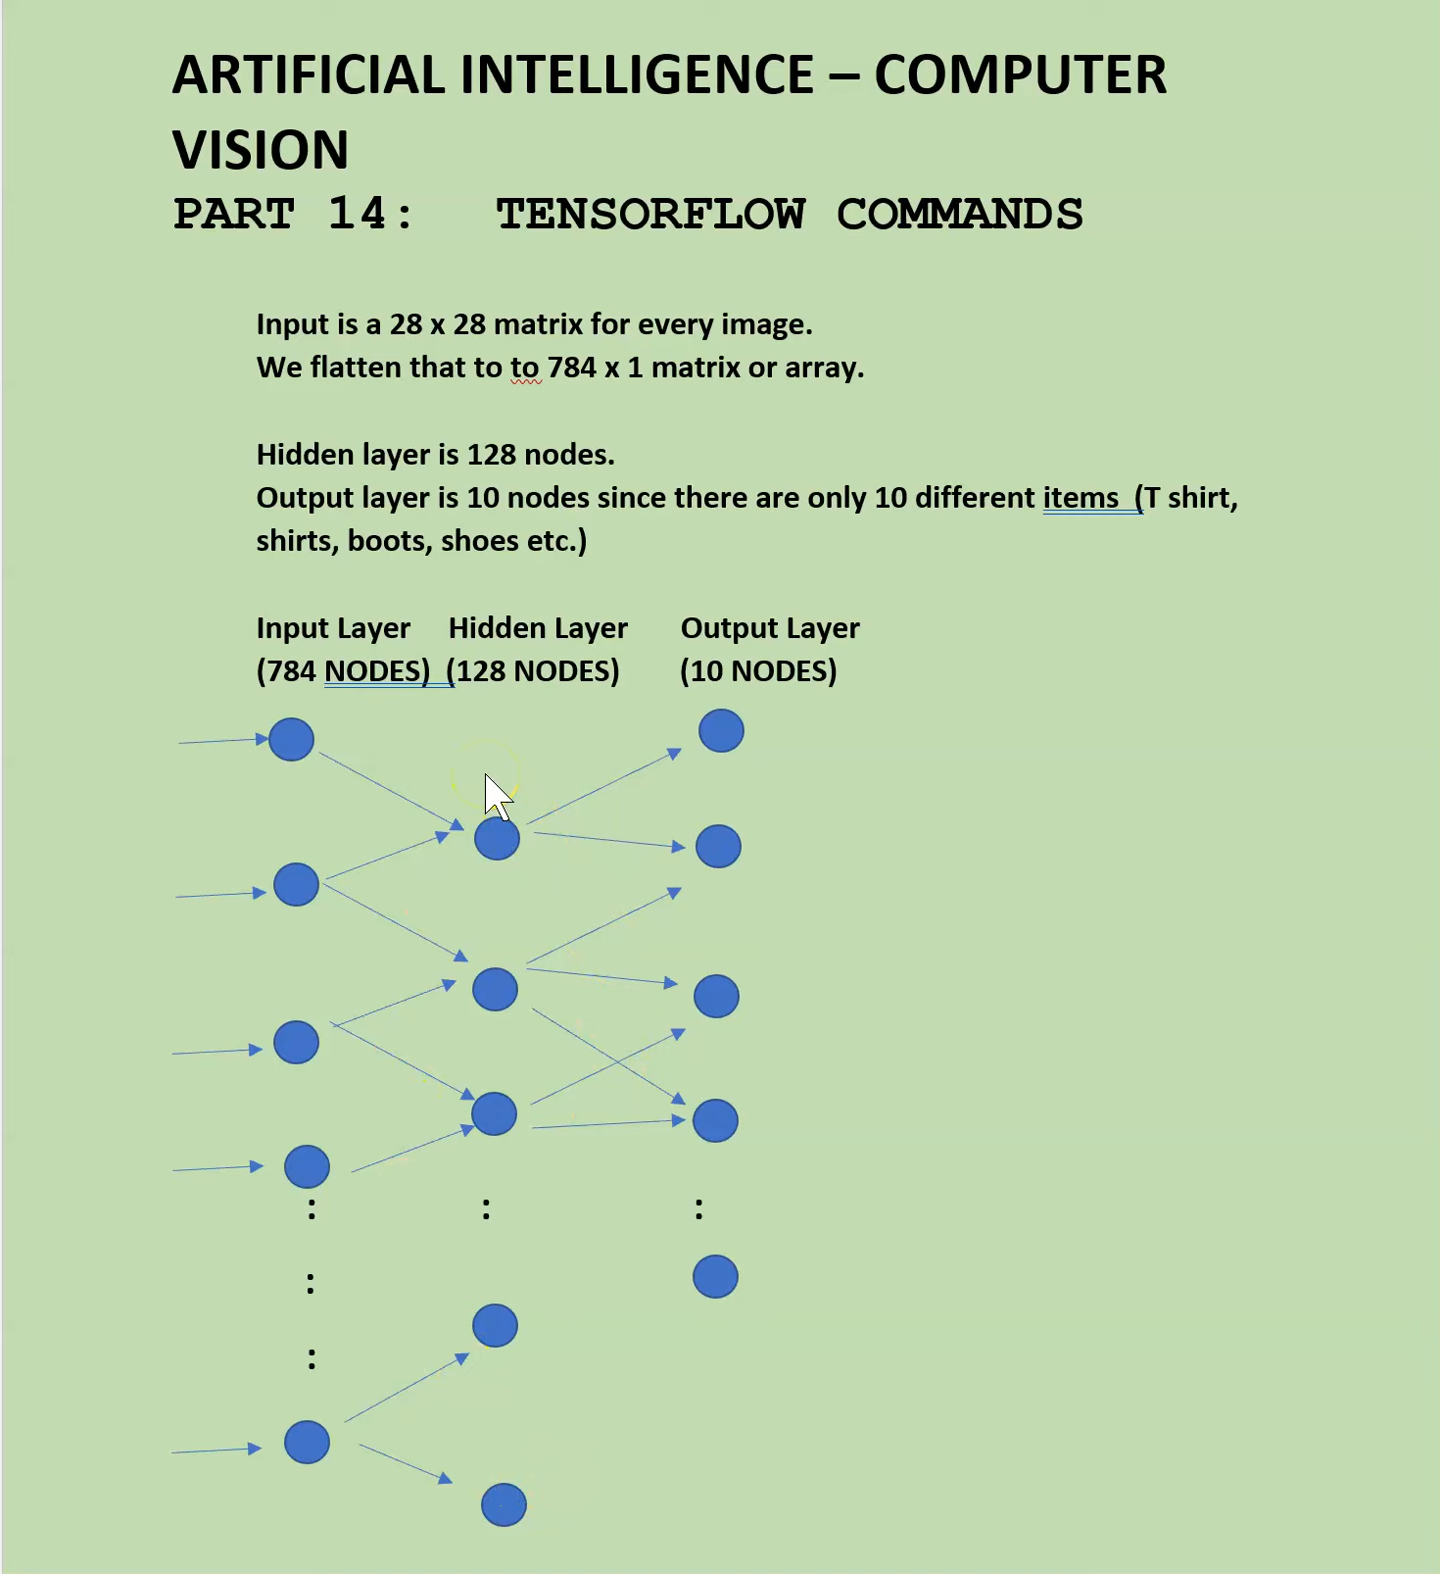 ARTIFICIAL INTELLIGENCE – COMPUTER
VISION
PART 14: TENSORFLOW COMMANDS
Input is a 28 x 28 matrix for every image.
We flatten that to to 784 x 1 matrix or array.
Hidden layer is 128 nodes.
Output layer is 10 nodes since there are only 10 different items (T shirt,
shirts, boots, shoes etc.)
Input Layer Hidden Layer Output Layer
(784 NODES) (128 NODES) (10 NODES)
: : :
:
: